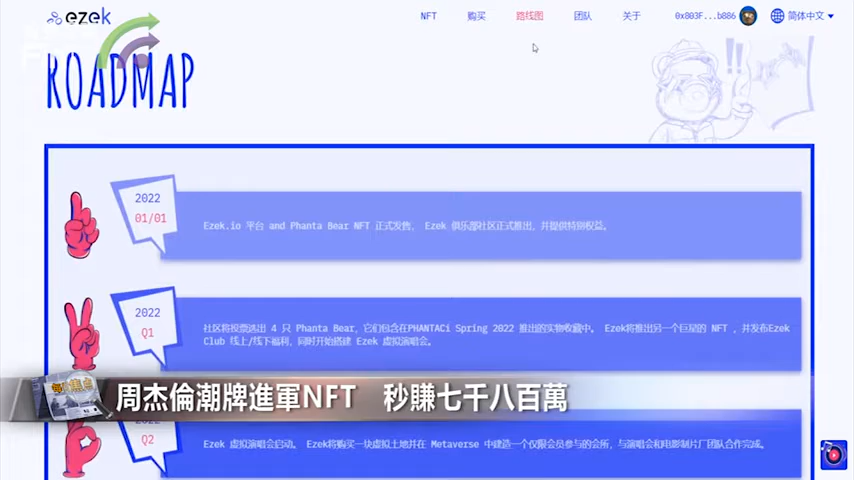 ezek
NFT
购买
路线图
团队
关于
0x803F...b886
简体中文
ROADMAP
!!
2022
01/01
Ezek.io 平台 and Phanta Bear NFT 正式发售， Ezek 俱乐部社区正式推出，并提供特别权益。
2022
Q1
社区将投票选出 4 只 Phanta Bear，它们包含在PHANTACi Spring 2022 推出的实物收藏中。 Ezek将推出另一个巨星的 NFT ，并发布Ezek
Club 线上/线下福利，同时开始搭建 Ezek 虚拟演唱会。
周杰倫潮牌進軍NFT 秒賺七千八百萬
Q2
Ezek 虚拟演唱会启动。 Ezek将购买一块虚拟土地并在 Metaverse 中建造一个仅限会员参与的会所，与演唱会和电影制片厂团队合作完成。